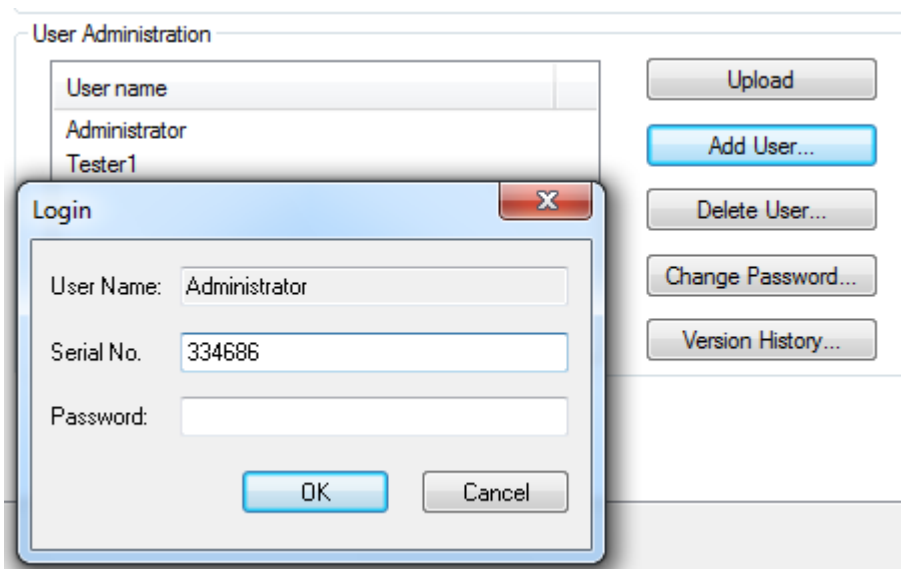 User Administration
User name
Administrator
Tester1
Upload
Add User...
Delete User...
Change Password...
Version History...
Login
User Name: Administrator
Serial No. 334686
Password:
OK Cancel